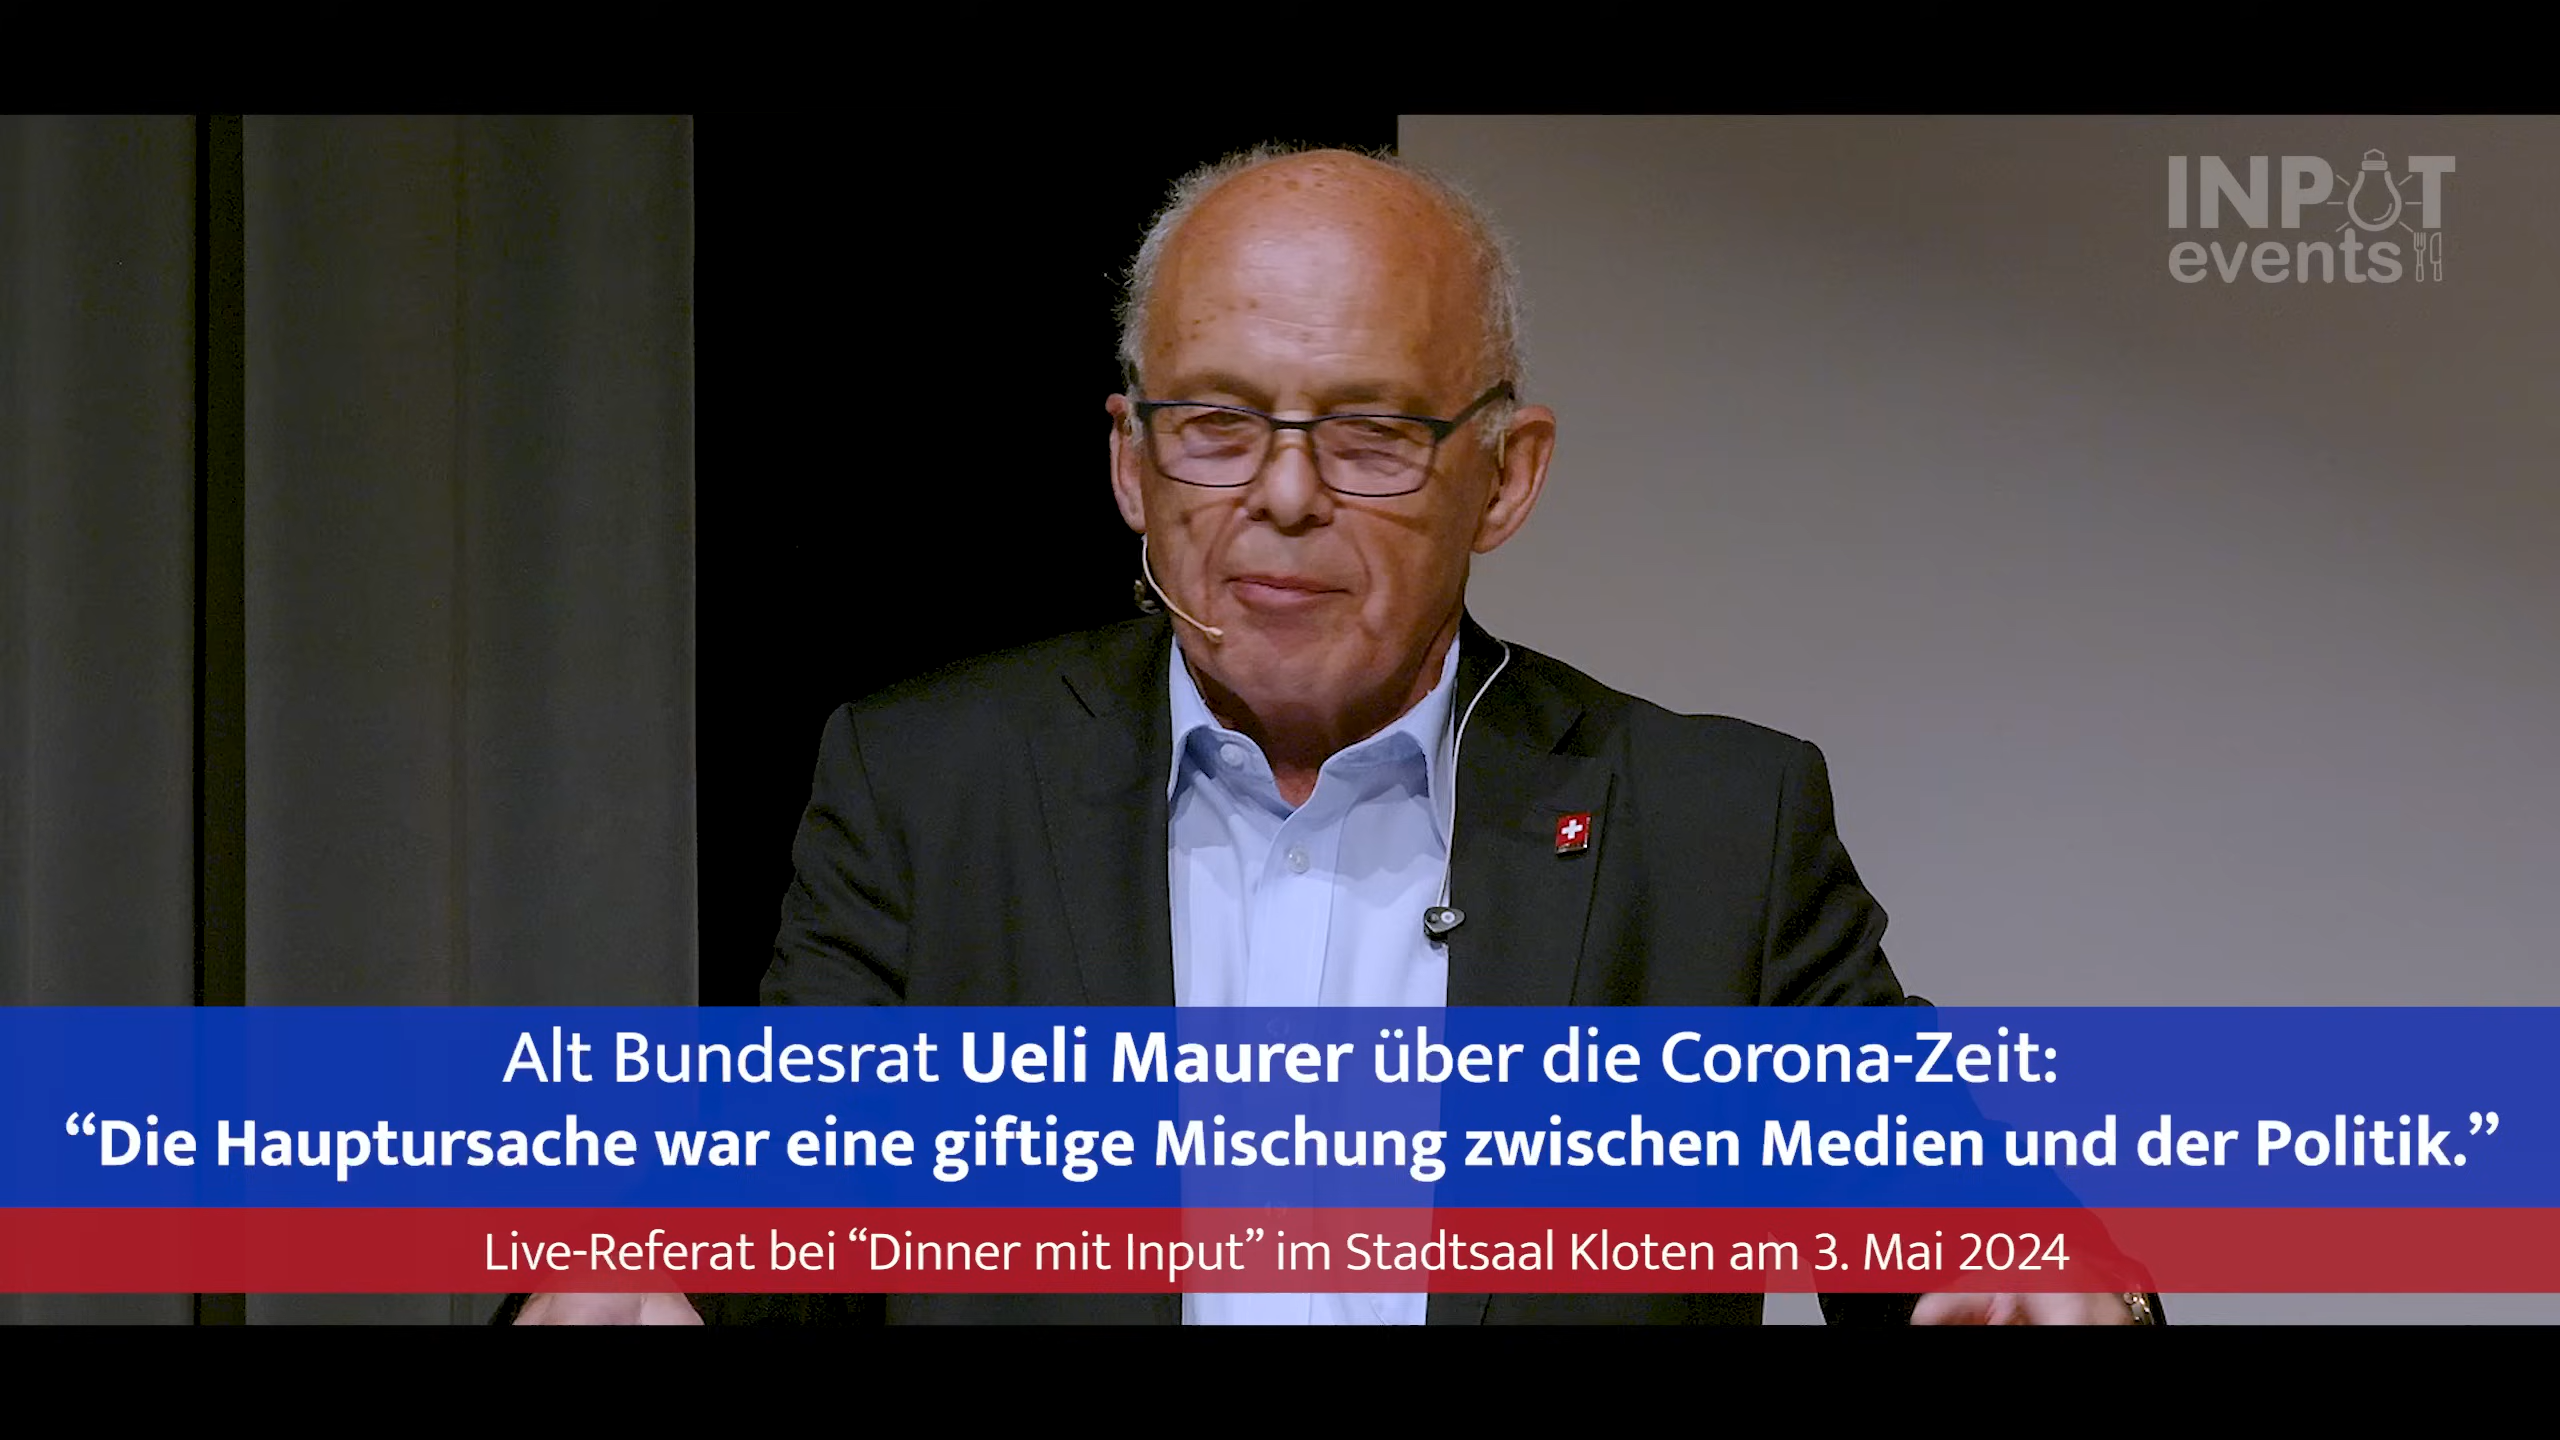 INPUT
events
Alt Bundesrat Ueli Maurer über die Corona-Zeit:
“Die Hauptursache war eine giftige Mischung zwischen Medien und der Politik.”
Live-Referat bei “Dinner mit Input” im Stadtsaal Kloten am 3. Mai 2024